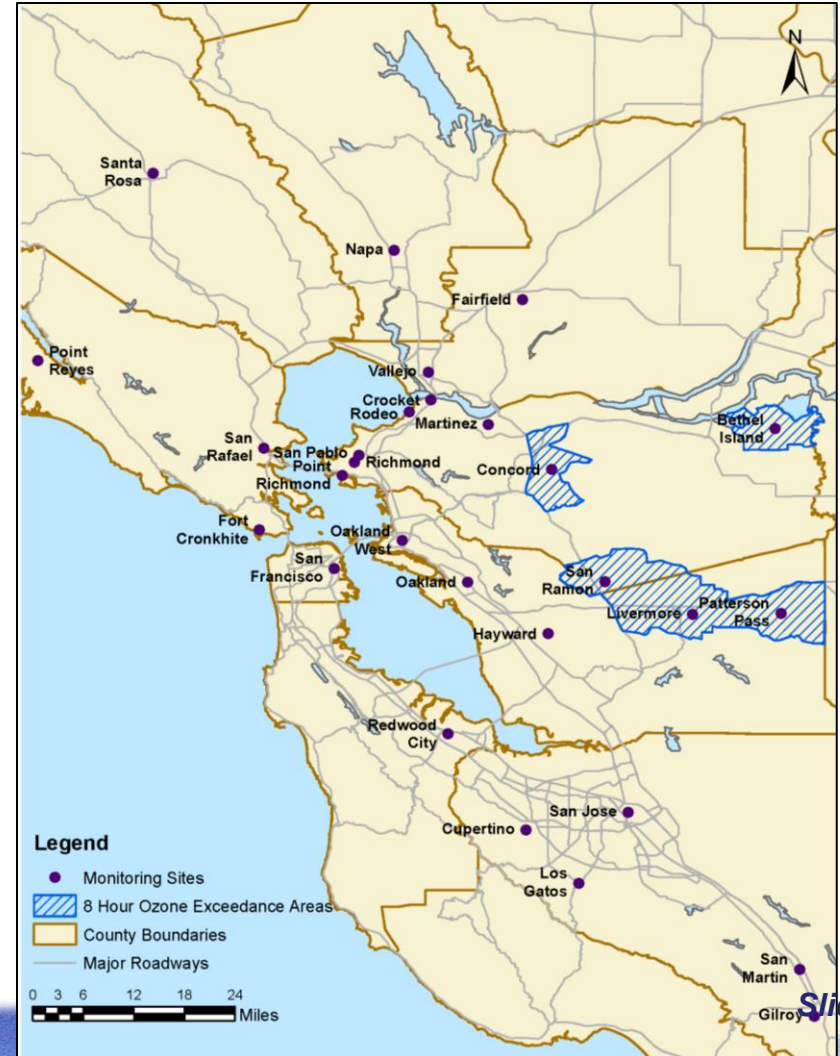 N
Santa
Rosa
Napa
Fairfield
Point
Reyes
Vallejo
Crocket
Rodeo
Martinez
Bethel
Island
San
Rafael
San Pablo
Richmond
Point
Richmond
Concord
Fort
Cronkhite
Oakland
West
San
Francisco
Oakland
San
Ramon
Livermore
Patterson
Pass
Hayward
Redwood
City
San Jose
Cupertino
Los
Gatos
San
Martin
Gilroy
Legend
Monitoring Sites
8 Hour Ozone Exceedance Areas
County Boundaries
Major Roadways
0 3 6 12 18 24
Miles